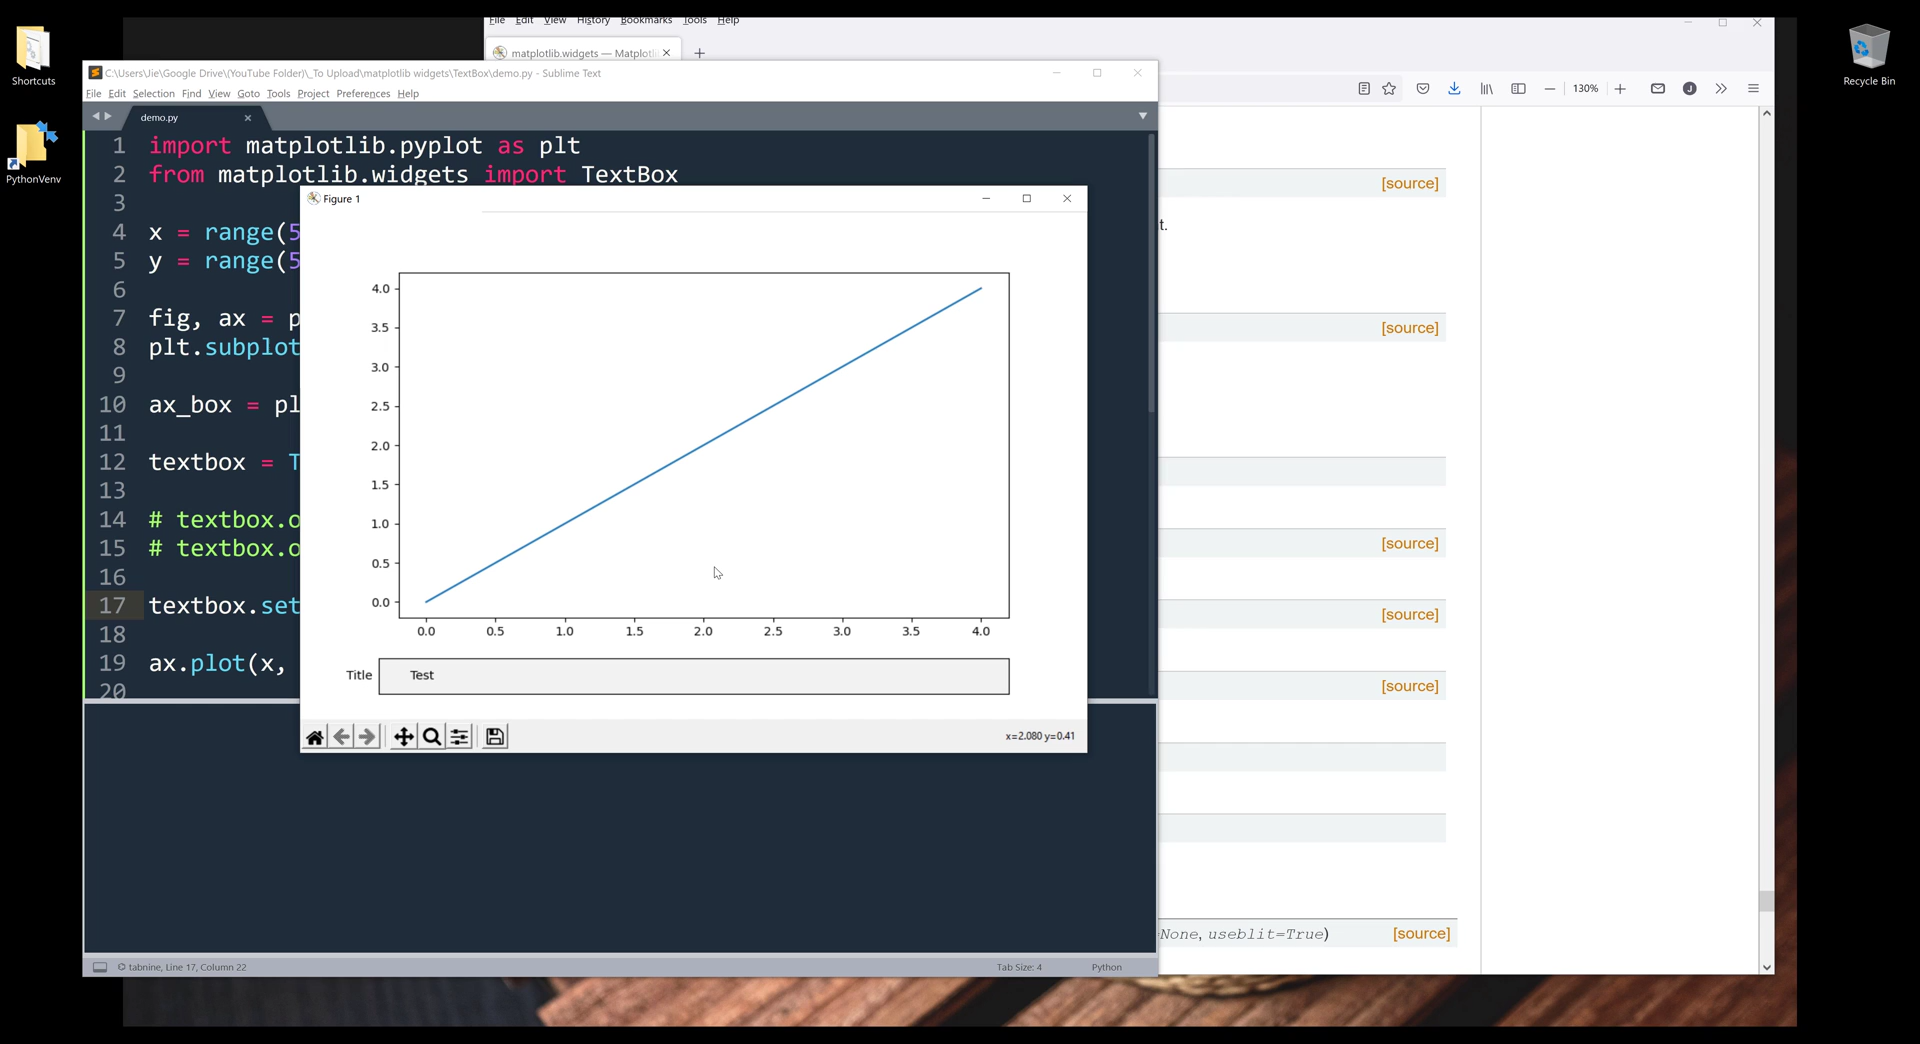 Shortcuts
PythonVenv
Recycle Bin
File Edit View History Bookmarks Tools Help
matplotlib.widgets — Matplotli
130%
J
C:\Users\Jie\Google Drive\(YouTube Folder)\_To Upload\matplotlib widgets\TextBox\demo.py - Sublime Text
File Edit Selection Find View Goto Tools Project Preferences Help
demo.py
1 import matplotlib.pyplot as plt
2 from matplotlib.widgets import TextBox
3
4 x = range(5
5 y = range(5
6
7 fig, ax = p
8 plt.subplot
9
10 ax_box = pl
11
12 textbox = T
13
14 # textbox.o
15 # textbox.o
16
17 textbox.set
18
19 ax.plot(x,
20
Figure 1
4.0
3.5
3.0
2.5
2.0
1.5
1.0
0.5
0.0
0.0 0.5 1.0 1.5 2.0 2.5 3.0 3.5 4.0
Title Test
x=2.080 y=0.41
tabnine, Line 17, Column 22
Tab Size: 4
Python
[source]
t.
[source]
[source]
[source]
[source]
None, useblit=True) [source]